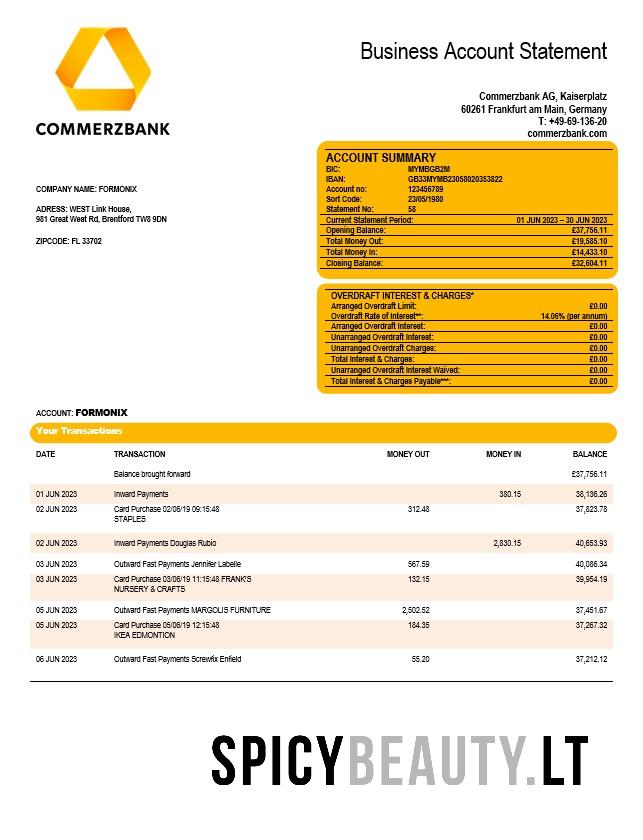 COMMERZBANK
Business Account Statement
Commerzbank AG, Kaiserplatz
60261 Frankfurt am Main, Germany
T: +49-69-136-20
commerzbank.com
COMPANY NAME: FORMONIX
ADRESS: WEST Link House,
981 Great West Rd, Brentford TW8 9DN
ZIPCODE: FL 33702
ACCOUNT SUMMARY
BIC: MYMBGB2M
IBAN: GB33MYMB23058020353822
Account no: 123456789
Sort Code: 23/05/1980
Statement No: 58
Current Statement Period: 01 JUN 2023 – 30 JUN 2023
Opening Balance: £37,756.11
Total Money Out: £19,585.10
Total Money In: £14,433.10
Closing Balance: £32,604.11
OVERDRAFT INTEREST & CHARGES*
Arranged Overdraft Limit: £0.00
Overdraft Rate of Interest**: 14.06% (per annum)
Arranged Overdraft Interest: £0.00
Unarranged Overdraft Interest: £0.00
Unarranged Overdraft Charges: £0.00
Total Interest & Charges: £0.00
Unarranged Overdraft Interest Waived: £0.00
Total Interest & Charges Payable***: £0.00
ACCOUNT: FORMONIX
Your Transactions
DATE TRANSACTION MONEY OUT MONEY IN BALANCE
Balance brought forward £37,756.11
01 JUN 2023 Inward Payments 380.15 38,136.26
02 JUN 2023 Card Purchase 02/06/19 09:15:48 312.48 37,823.78
STAPLES
02 JUN 2023 Inward Payments Douglas Rubio 2,830.15 40,653.93
03 JUN 2023 Outward Fast Payments Jennifer Labelle 567.59 40,086.34
03 JUN 2023 Card Purchase 03/06/19 11:15:48 FRANK'S 132.15 39,954.19
NURSERY & CRAFTS
05 JUN 2023 Outward Fast Payments MARGOLIS FURNITURE 2,502.52 37,451.67
05 JUN 2023 Card Purchase 05/06/19 12:15:48 184.35 37,267.32
IKEA EDMONTION
06 JUN 2023 Outward Fast Payments Screwfix Enfield 55.20 37,212.12
SPICYBEAUTY.LT